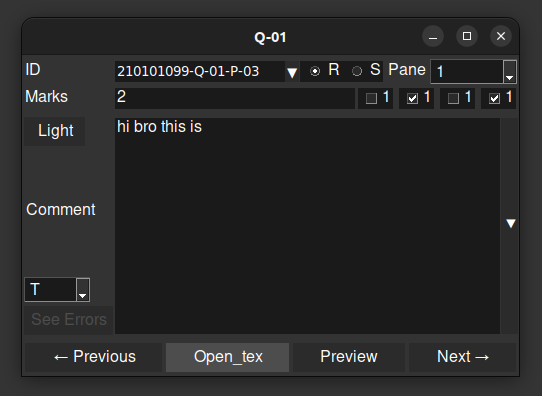 Q-01
ID 210101099-Q-01-P-03 R S Pane 1
Marks 2 1 1 1 1
Light hi bro this is
Comment
T
See Errors
← Previous Open_tex Preview Next →